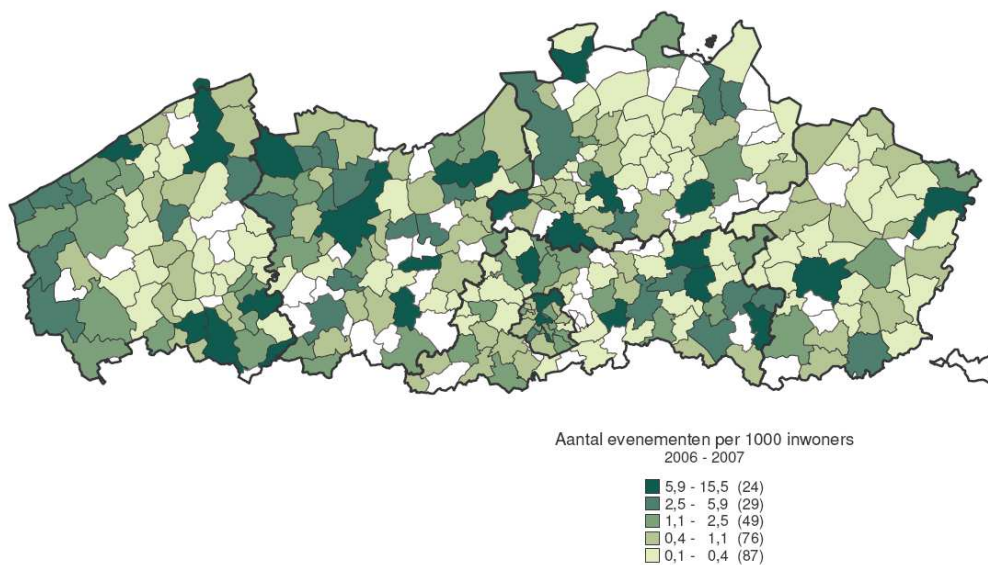 Aantal evenementen per 1000 inwoners
2006 - 2007
5,9 - 15,5 (24)
2,5 - 5,9 (29)
1,1 - 2,5 (49)
0,4 - 1,1 (76)
0,1 - 0,4 (87)